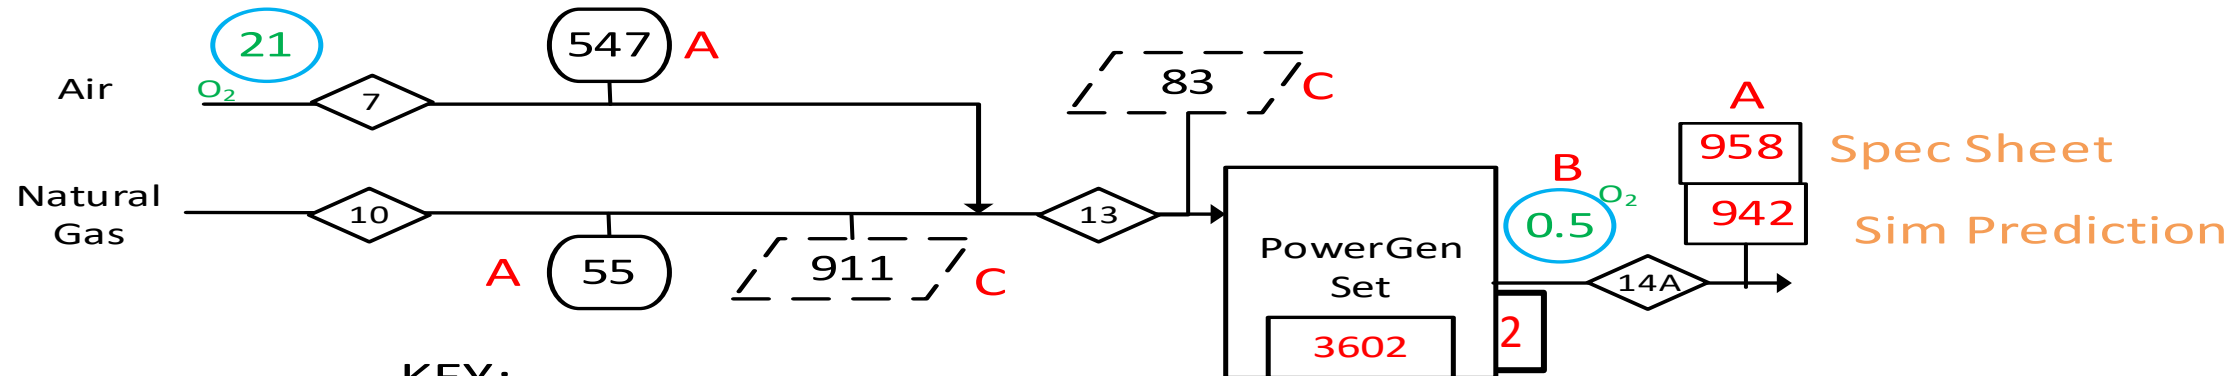 21
547
A
Air
O₂
7
83
C
A
958
Spec Sheet
Natural
Gas
10
13
B
O₂
0.5
942
Sim Prediction
A
55
911
C
PowerGen
Set
14A
3602
2
KEY: